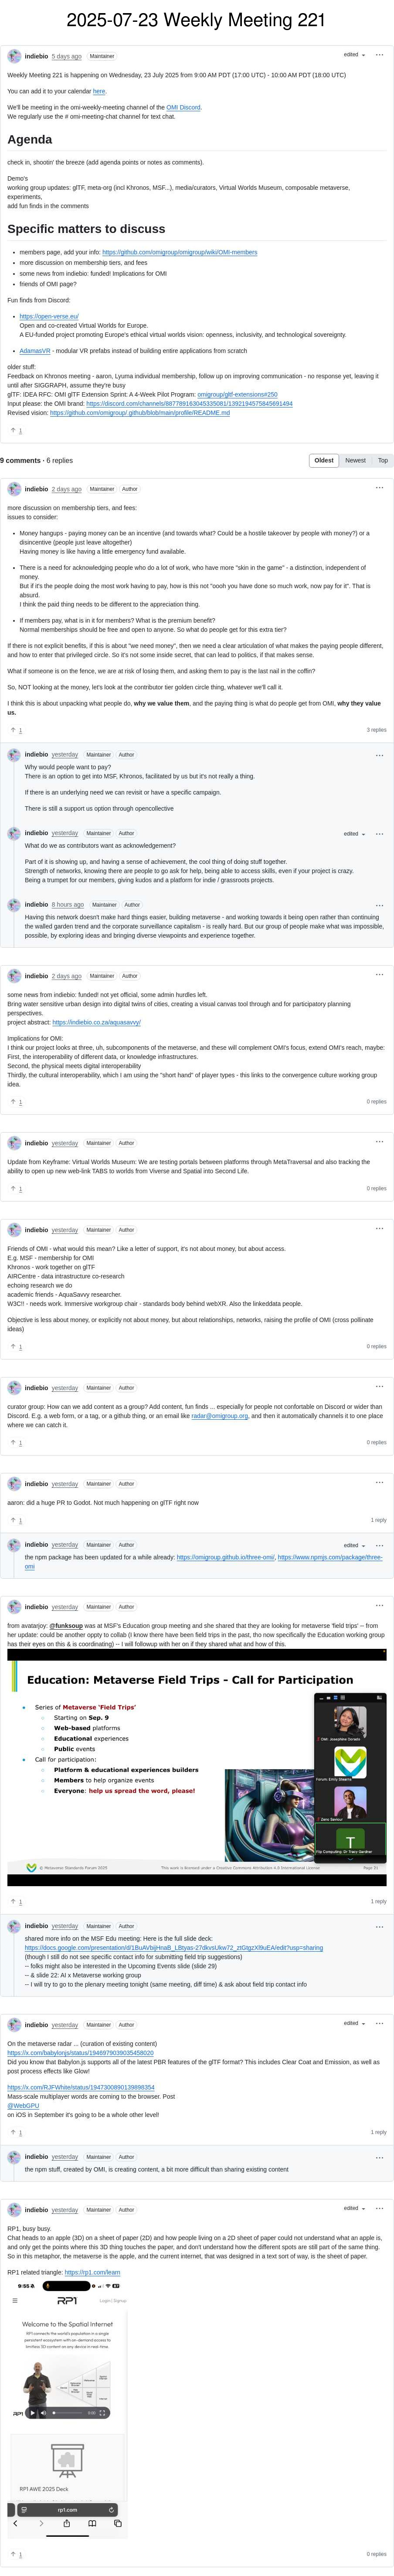 2025-07-23 Weekly Meeting 221
indiebio 5 days ago Maintainer edited
Weekly Meeting 221 is happening on Wednesday, 23 July 2025 from 9:00 AM PDT (17:00 UTC) - 10:00 AM PDT (18:00 UTC)
You can add it to your calendar here.
We'll be meeting in the omi-weekly-meeting channel of the OMI Discord.
We regularly use the # omi-meeting-chat channel for text chat.
Agenda
check in, shootin' the breeze (add agenda points or notes as comments).
Demo's
working group updates: glTF, meta-org (incl Khronos, MSF...), media/curators, Virtual Worlds Museum, composable metaverse,
experiments,
add fun finds in the comments
Specific matters to discuss
members page, add your info: https://github.com/omigroup/omigroup/wiki/OMI-members
more discussion on membership tiers, and fees
some news from indiebio: funded! Implications for OMI
friends of OMI page?
Fun finds from Discord:
https://open-verse.eu/
Open and co-created Virtual Worlds for Europe.
A EU-funded project promoting Europe's ethical virtual worlds vision: openness, inclusivity, and technological sovereignty.
AdamasVR - modular VR prefabs instead of building entire applications from scratch
older stuff:
Feedback on Khronos meeting - aaron, Lyuma.individual membership, follow up on improving communication - no response yet, leaving it
until after SIGGRAPH, assume they're busy
glTF: IDEA RFC: OMI glTF Extension Sprint: A 4-Week Pilot Program: omigroup/gltf-extensions#250
Input please: the OMI brand: https://discord.com/channels/887789163045335081/1392194575845691494
Revised vision: https://github.com/omigroup/.github/blob/main/profile/README.md
1
9 comments · 6 replies Oldest Newest Top
indiebio 2 days ago Maintainer Author
more discussion on membership tiers, and fees:
issues to consider:
Money hangups - paying money can be an incentive (and towards what? Could be a hostile takeover by people with money?) or a
disincentive (people just leave altogether)
Having money is like having a little emergency fund available.
There is a need for acknowledging people who do a lot of work, who have more "skin in the game" - a distinction, independent of
money.
But if it's the people doing the most work having to pay, how is this not "oooh you have done so much work, now pay for it". That is
absurd.
I think the paid thing needs to be different to the appreciation thing.
If members pay, what is in it for members? What is the premium benefit?
Normal memberships should be free and open to anyone. So what do people get for this extra tier?
If there is not explicit benefits, if this is about "we need money", then we need a clear articulation of what makes the paying people different,
and how to enter that privileged circle. So it's not some inside secret, that can lead to politics, if that makes sense.
What if someone is on the fence, we are at risk of losing them, and asking them to pay is the last nail in the coffin?
So, NOT looking at the money, let's look at the contributor tier golden circle thing, whatever we'll call it.
I think this is about unpacking what people do, why we value them, and the paying thing is what do people get from OMI, why they value
us.
1 3 replies
indiebio yesterday Maintainer Author
Why would people want to pay?
There is an option to get into MSF, Khronos, facilitated by us but it's not really a thing.
If there is an underlying need we can revisit or have a specific campaign.
There is still a support us option through opencollective
indiebio yesterday Maintainer Author edited
What do we as contributors want as acknowledgement?
Part of it is showing up, and having a sense of achievement, the cool thing of doing stuff together.
Strength of networks, knowing there are people to go ask for help, being able to access skills, even if your project is crazy.
Being a trumpet for our members, giving kudos and a platform for indie / grassroots projects.
indiebio 8 hours ago Maintainer Author
Having this network doesn't make hard things easier, building metaverse - and working towards it being open rather than continuing
the walled garden trend and the corporate surveillance capitalism - is really hard. But our group of people make what was impossible,
possible, by exploring ideas and bringing diverse viewpoints and experience together.
indiebio 2 days ago Maintainer Author
some news from indiebio: funded! not yet official, some admin hurdles left.
Bring water sensitive urban design into digital twins of cities, creating a visual canvas tool through and for participatory planning
perspectives.
project abstract: https://indiebio.co.za/aquasavvy/
Implications for OMI:
I think our project looks at three, uh, subcomponents of the metaverse, and these will complement OMI's focus, extend OMI's reach, maybe:
First, the interoperability of different data, or knowledge infrastructures.
Second, the physical meets digital interoperability
Thirdly, the cultural interoperability, which I am using the "short hand" of player types - this links to the convergence culture working group
idea.
1 0 replies
indiebio yesterday Maintainer Author
Update from Keyframe: Virtual Worlds Museum: We are testing portals between platforms through MetaTraversal and also tracking the
ability to open up new web-link TABS to worlds from Viverse and Spatial into Second Life.
1 0 replies
indiebio yesterday Maintainer Author
Friends of OMI - what would this mean? Like a letter of support, it's not about money, but about access.
E.g. MSF - membership for OMI
Khronos - work together on glTF
AIRCentre - data intrastructure co-research
echoing research we do
academic friends - AquaSavvy researcher.
W3C!! - needs work. Immersive workgroup chair - standards body behind webXR. Also the linkeddata people.
Objective is less about money, or explicitly not about money, but about relationships, networks, raising the profile of OMI (cross pollinate
ideas)
1 0 replies
indiebio yesterday Maintainer Author
curator group: How can we add content as a group? Add content, fun finds ... especially for people not comfortable on Discord or wider than
Discord. E.g. a web form, or a tag, or a github thing, or an email like radar@omigroup.org, and then it automatically channels it to one place
where we can catch it.
1 0 replies
indiebio yesterday Maintainer Author
aaron: did a huge PR to Godot. Not much happening on glTF right now
1 1 reply
indiebio yesterday Maintainer Author edited
the npm package has been updated for a while already: https://omigroup.github.io/three-omi/, https://www.npmjs.com/package/three-
omi
indiebio yesterday Maintainer Author
from avatarjoy: @funksoup was at MSF's Education group meeting and she shared that they are looking for metaverse 'field trips' -- from
her update: could be another oppty to collab (i know there have been field trips in the past, tho now specifically the Education working group
has their eyes on this & is coordinating) -- I will followup with her on if they shared what and how of this.
Education: Metaverse Field Trips - Call for Participation
Series of Metaverse 'Field Trips'
Starting on Sep. 9
Web-based platforms
Educational experiences
Public events
Call for participation:
Platform & educational experiences builders
Members to help organize events
Everyone: help us spread the word, please!
T
© Metaverse Standards Forum 2025 This work is licensed under a Creative Commons Attribution 4.0 International License Page 31
1 1 reply
indiebio yesterday Maintainer Author
shared more info on the MSF Edu meeting: Here is the full slide deck:
https://docs.google.com/presentation/d/1BuAVbijHnaB_LBtyas-27dkvsUkw72_ztGtgzXl9uEA/edit?usp=sharing
(though I still do not see specific contact info for submitting field trip suggestions)
-- folks might also be interested in the Upcoming Events slide (slide 29)
-- & slide 22: AI x Metaverse working group
-- I will try to go to the plenary meeting tonight (same meeting, diff time) & ask about field trip contact info
indiebio yesterday Maintainer Author edited
On the metaverse radar ... (curation of existing content)
https://x.com/babylonjs/status/1946979039035458020
Did you know that Babylon.js supports all of the latest PBR features of the glTF format? This includes Clear Coat and Emission, as well as
post process effects like Glow!
https://x.com/RJFWhite/status/1947300890139898354
Mass-scale multiplayer words are coming to the browser. Post
@WebGPU
on iOS in September it's going to be a whole other level!
1 1 reply
indiebio yesterday Maintainer Author
the npm stuff, created by OMI, is creating content, a bit more difficult than sharing existing content
indiebio yesterday Maintainer Author edited
RP1, busy busy.
Chat heads to an apple (3D) on a sheet of paper (2D) and how people living on a 2D sheet of paper could not understand what an apple is,
and only get the points where this 3D thing touches the paper, and don't understand how the different spots are still part of the same thing.
So in this metaphor, the metaverse is the apple, and the current internet, that was designed in a text sort of way, is the sheet of paper.
RP1 related triangle: https://rp1.com/learn
9:55
RP1 Login | Signup
Welcome to the Spatial Internet
RP1 connects the world's population in a single
persistent ecosystem on-demand access to
limitless 3D content on any device in real-time.
RP1
0:00
RP1 AWE 2025 Deck
rp1.com
1 0 replies